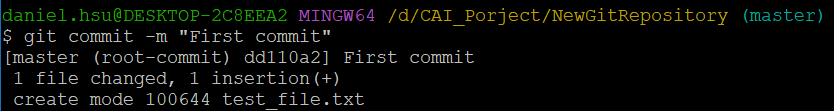 daniel.hsu@DESKTOP-2C8EEA2 MINGW64 /d/CAI_Porject/NewGitRepository (master)
$ git commit -m "First commit"
[master (root-commit) dd110a2] First commit
 1 file changed, 1 insertion(+)
 create mode 100644 test_file.txt